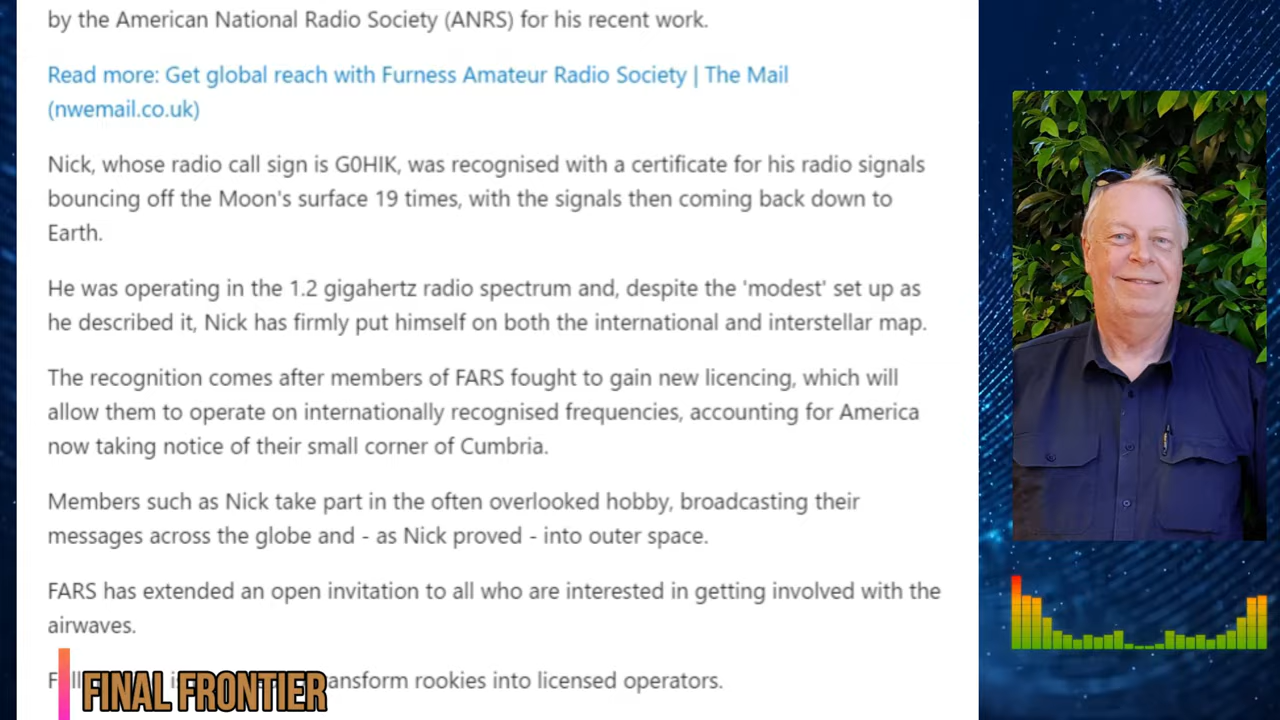 by the American National Radio Society (ANRS) for his recent work.
Read more: Get global reach with Furness Amateur Radio Society | The Mail
(nwemail.co.uk)
Nick, whose radio call sign is G0HIK, was recognised with a certificate for his radio signals
bouncing off the Moon's surface 19 times, with the signals then coming back down to
Earth.
He was operating in the 1.2 gigahertz radio spectrum and, despite the 'modest' set up as
he described it, Nick has firmly put himself on both the international and interstellar map.
The recognition comes after members of FARS fought to gain new licencing, which will
allow them to operate on internationally recognised frequencies, accounting for America
now taking notice of their small corner of Cumbria.
Members such as Nick take part in the often overlooked hobby, broadcasting their
messages across the globe and - as Nick proved - into outer space.
FARS has extended an open invitation to all who are interested in getting involved with the
airwaves.
rookies into licensed operators.
FINAL FRONTIER